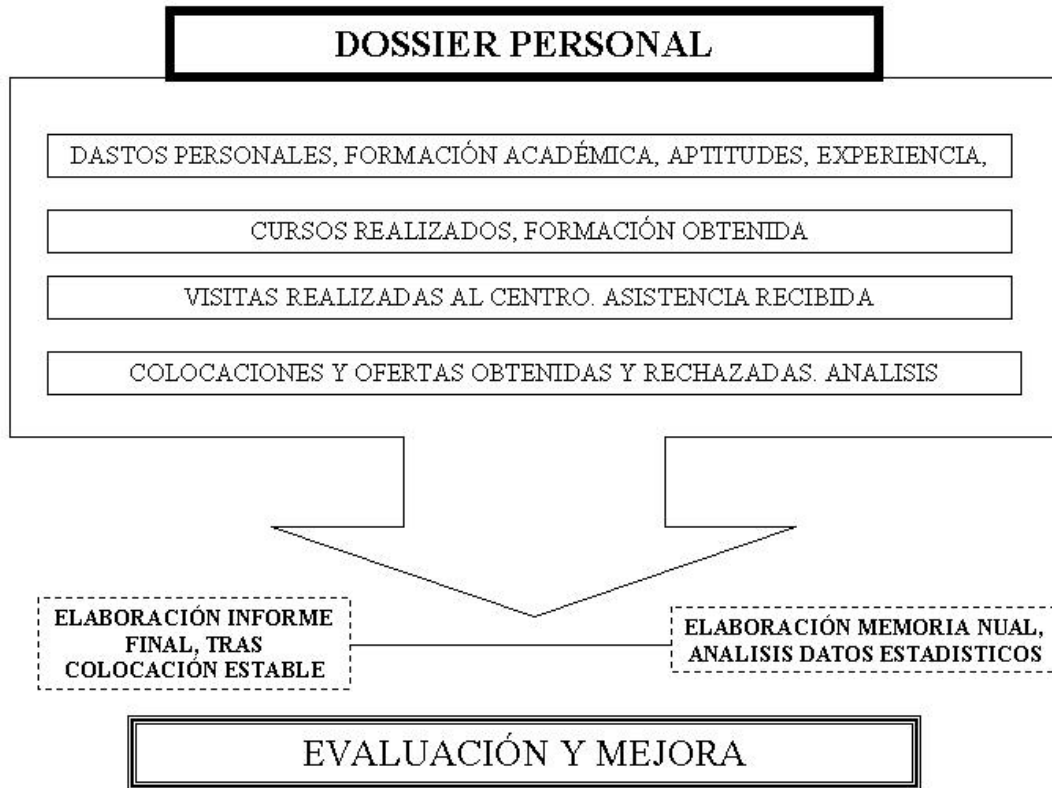 DOSSIER PERSONAL
DASTOS PERSONALES, FORMACIÓN ACADÉMICA, APTITUDES, EXPERIENCIA,
CURSOS REALIZADOS, FORMACIÓN OBTENIDA
VISITAS REALIZADAS AL CENTRO. ASISTENCIA RECIBIDA
COLOCACIONES Y OFERTAS OBTENIDAS Y RECHAZADAS. ANALISIS
ELABORACIÓN INFORME
FINAL, TRAS
COLOCACIÓN ESTABLE
ELABORACIÓN MEMORIA NUAL,
ANALISIS DATOS ESTADISTICOS
EVALUACIÓN Y MEJORA